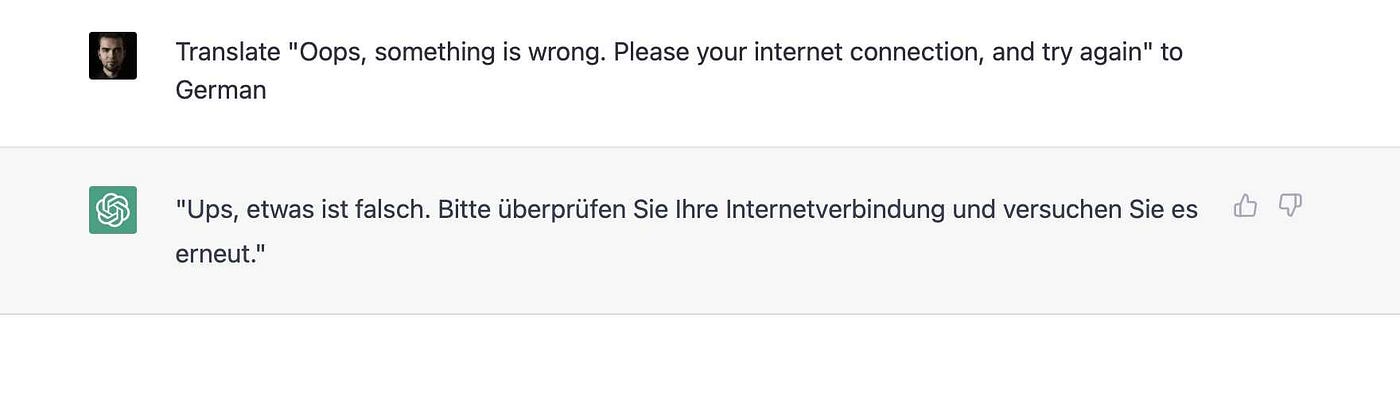 Translate "Oops, something is wrong. Please your internet connection, and try again" to
German
"Ups, etwas ist falsch. Bitte überprüfen Sie Ihre Internetverbindung und versuchen Sie es
erneut."